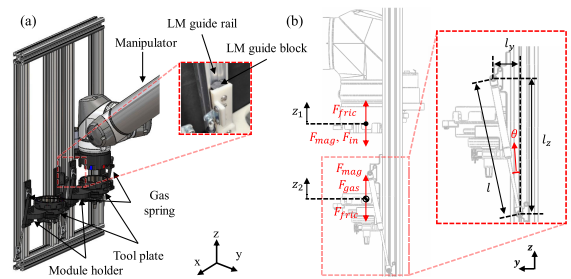 (a)
LM guide rail
LM guide block
Manipulator
Gas
spring
Tool plate
Module holder
z
x
y
(b)
z₁
F_fric
F_mag, F_in
z₂
F_mag
F_gas
F_fric
l_y
θ
l_z
l
z
y